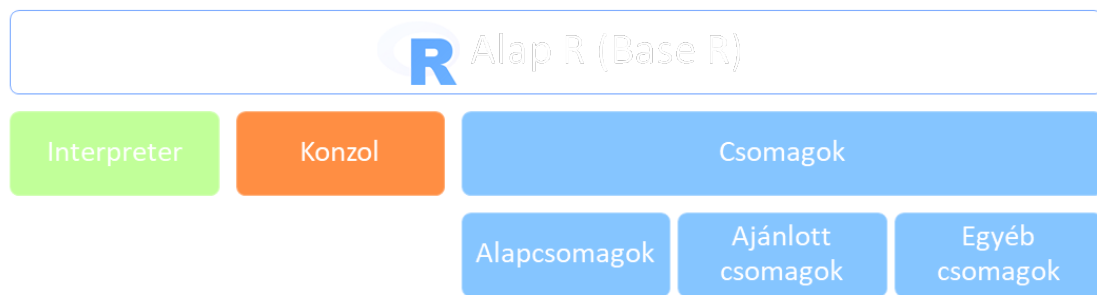 R Alap R (Base R)
Interpreter
Konzol
Csomagok
Alapcsomagok
Ajánlott
csomagok
Egyéb
csomagok